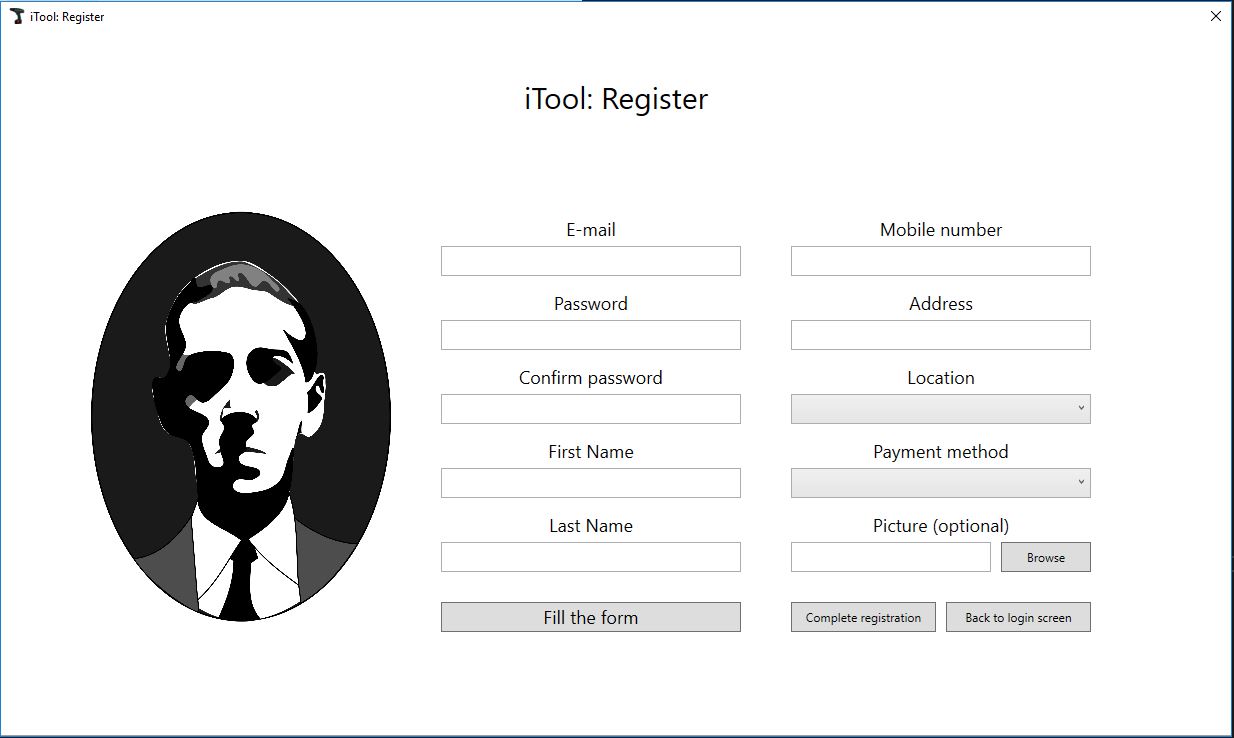 iTool: Register
iTool: Register
E-mail
Mobile number
Password
Address
Confirm password
Location
First Name
Payment method
Last Name
Picture (optional)
Browse
Fill the form
Complete registration
Back to login screen